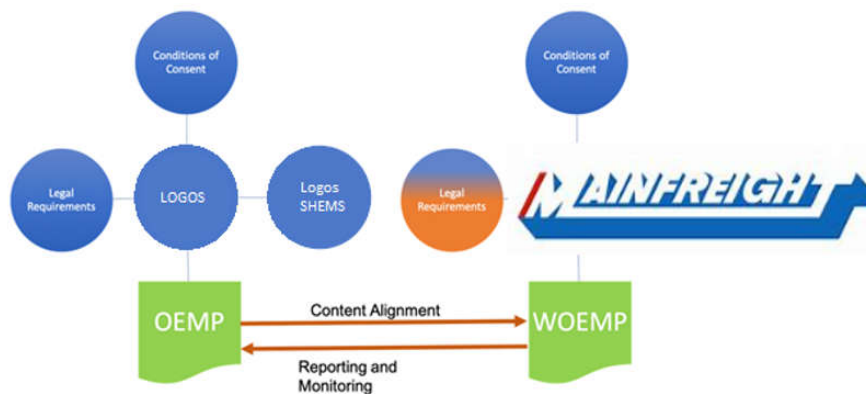 Conditions of
Consent
Conditions of
Consent
Legal
Requirements
LOGOS
Logos
SHEMS
Legal
Requirements
MAINFREIGHT
OEMP
Content Alignment
WOEMP
Reporting and
Monitoring